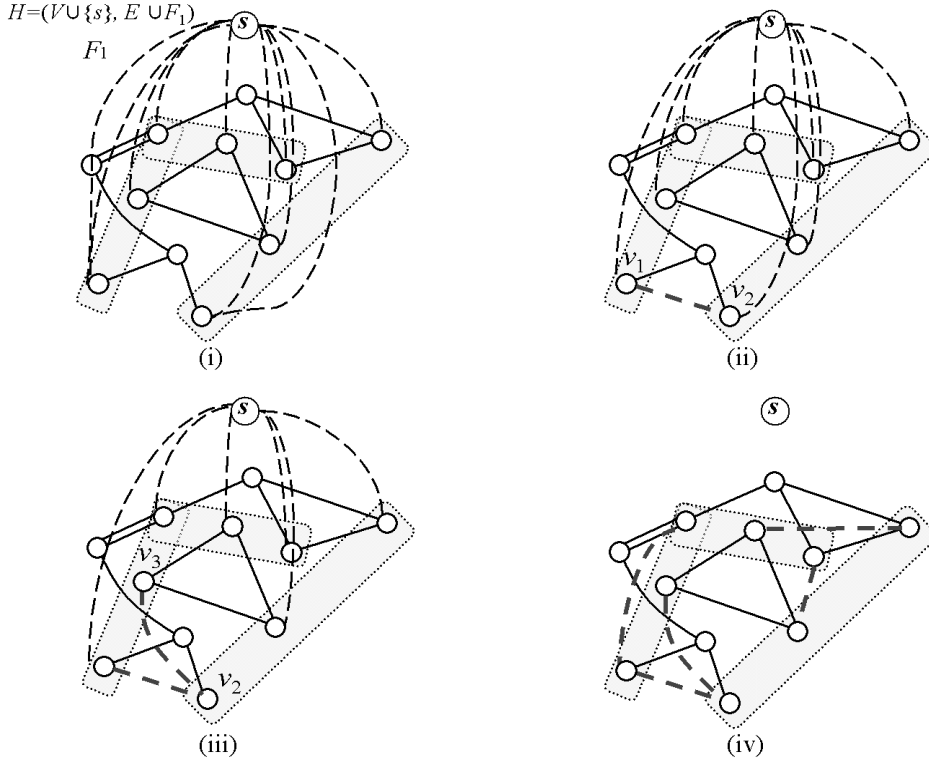 H=(V∪{s}, E ∪F₁)
F₁
s
s
v₁
v₂
(i)
(ii)
s
s
v₃
v₂
(iii)
(iv)